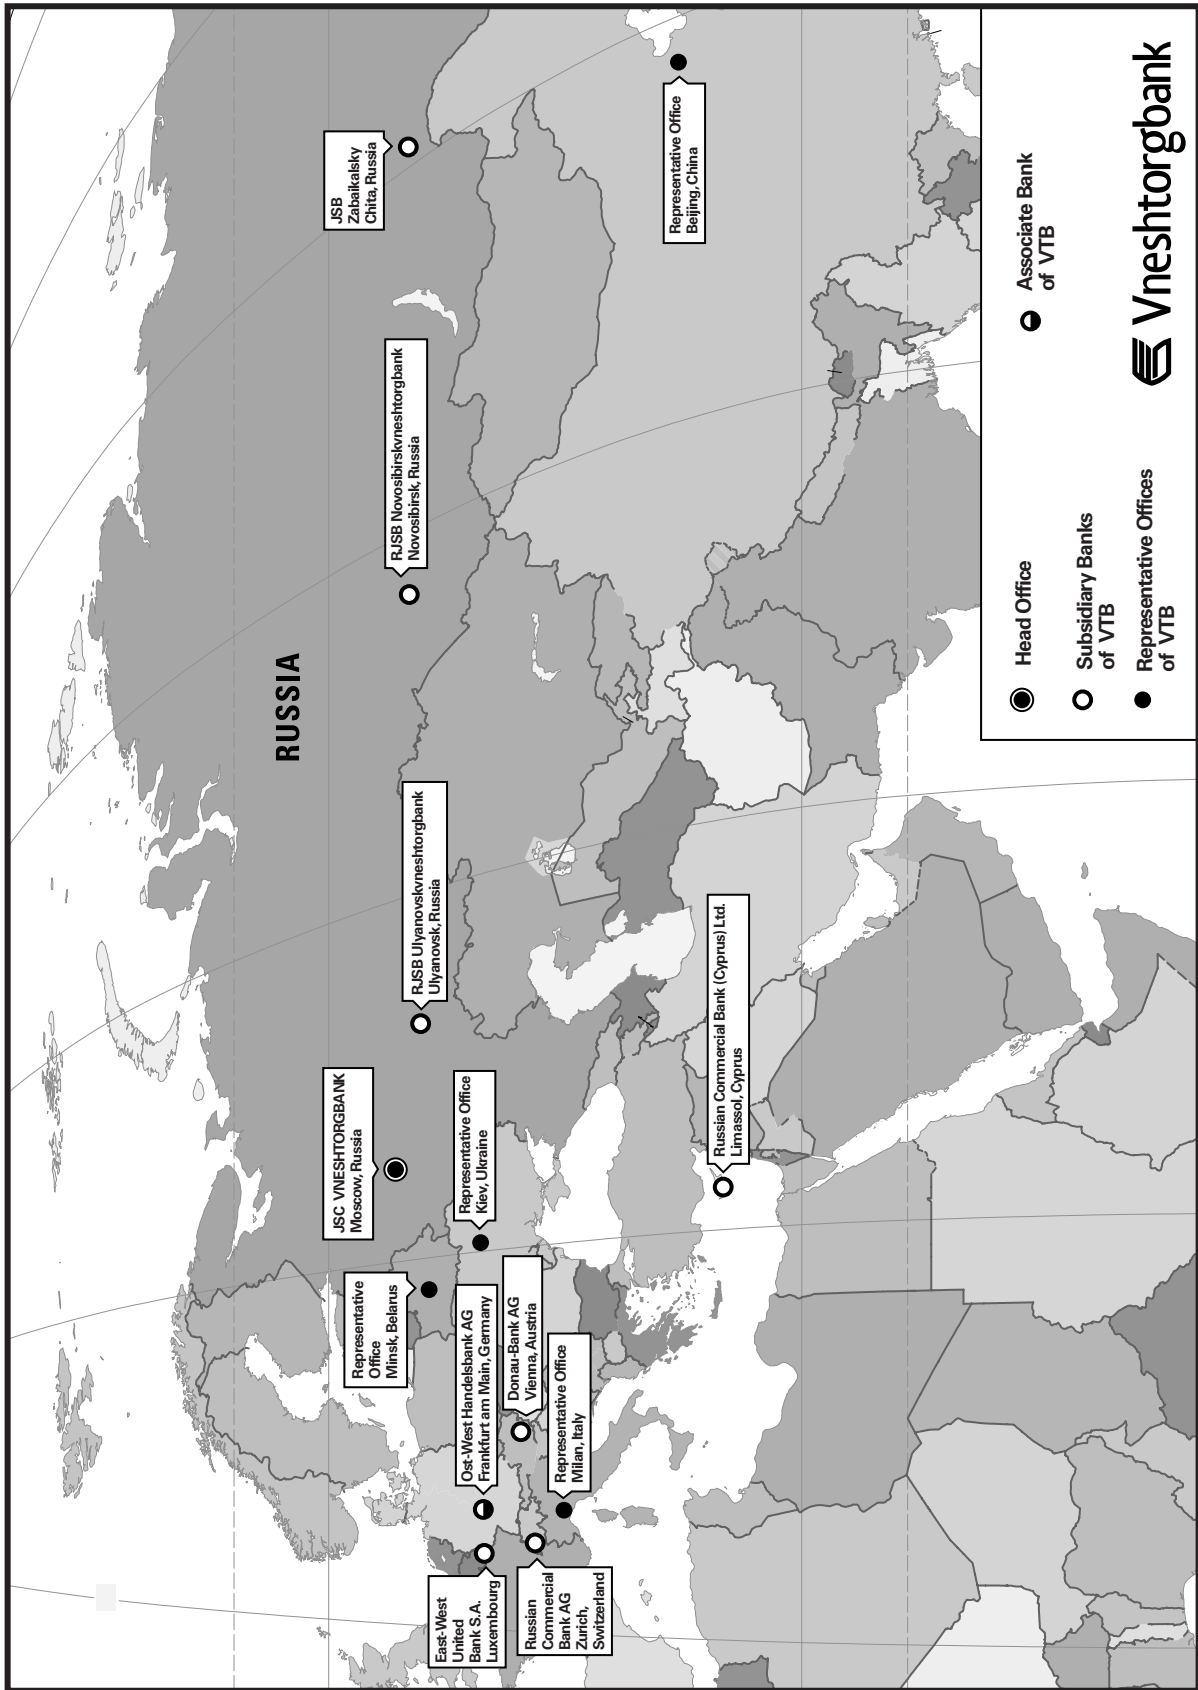 RUSSIA
JSC VNESHTORGBANK
Moscow, Russia
RJSB Ulyanovskvneshtorgbank
Ulyanovsk, Russia
RJSB Novosibirskvneshtorgbank
Novosibirsk, Russia
JSB
Zabaikalsky
Chita, Russia
Representative
Office
Minsk, Belarus
Representative Office
Kiev, Ukraine
East-West
United
Bank S.A.
Luxembourg
Ost-West Handelsbank AG
Frankfurt am Main, Germany
Donau-Bank AG
Vienna, Austria
Russian
Commercial
Bank AG
Zurich,
Switzerland
Representative Office
Milan, Italy
Russian Commercial Bank (Cyprus) Ltd.
Limassol, Cyprus
Representative Office
Beijing, China
Head Office
Subsidiary Banks
of VTB
Representative Offices
of VTB
Associate Bank
of VTB
Vneshtorgbank